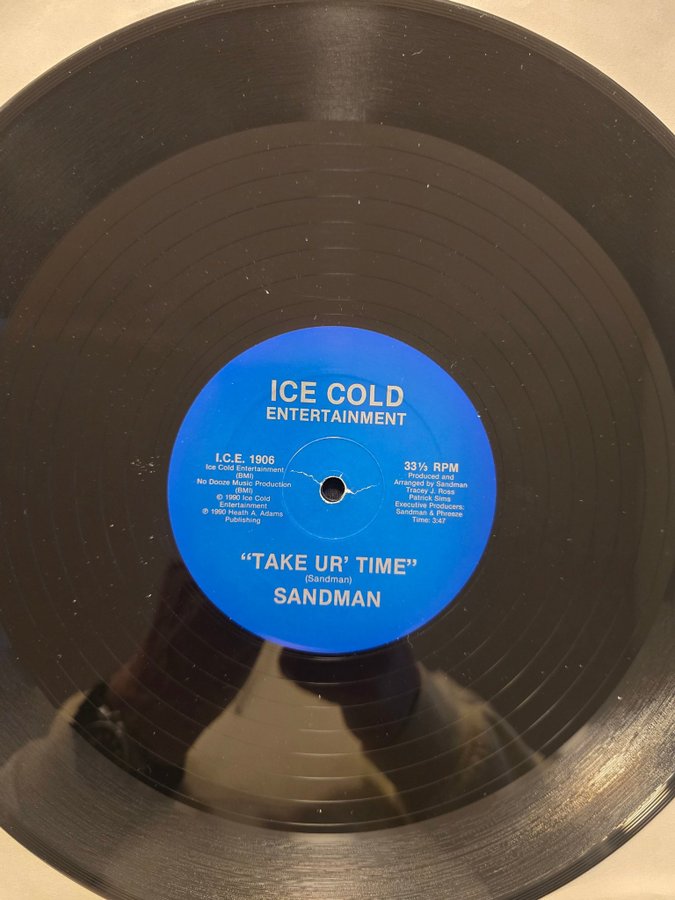 ICE COLD
ENTERTAINMENT
I.C.E. 1906
Ice Cold Entertainment
(BMI)
No Dooze Music Production
(BMI)
© 1990 Ice Cold
Entertainment
℗ 1990 Heath A. Adams
Publishing
33⅓ RPM
Produced and
Arranged by Sandman
Tracey J. Ross
Patrick Sims
Executive Producers:
Sandman & Phreeze
Time: 3:47
“TAKE UR’ TIME”
(Sandman)
SANDMAN